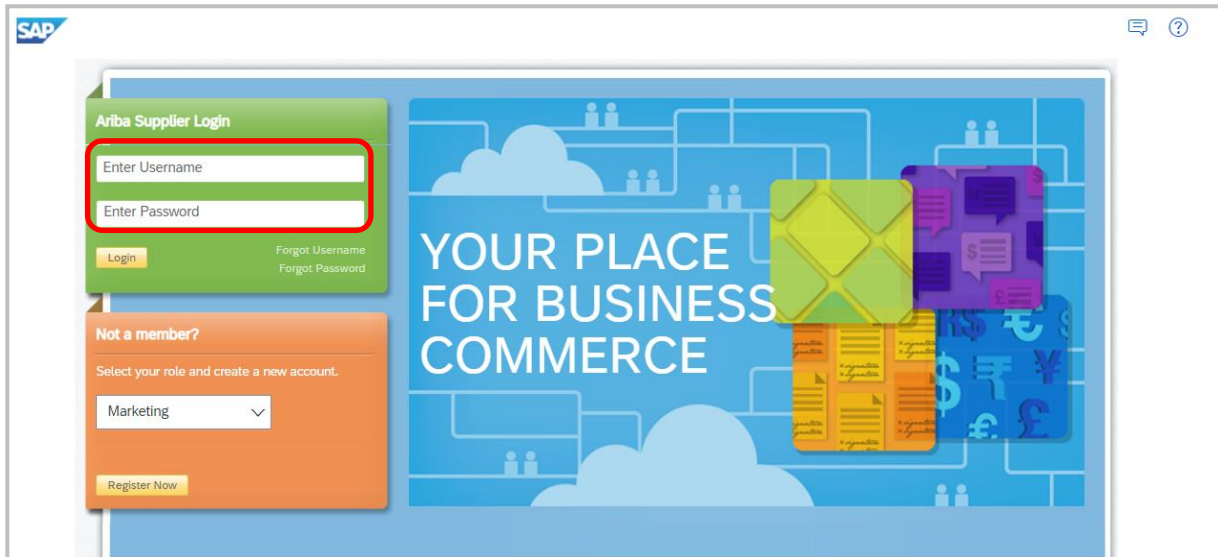 SAP
Ariba Supplier Login
Enter Username
Enter Password
Login
Forgot Username
Forgot Password
Not a member?
Select your role and create a new account.
Marketing
Register Now
YOUR PLACE
FOR BUSINESS
COMMERCE